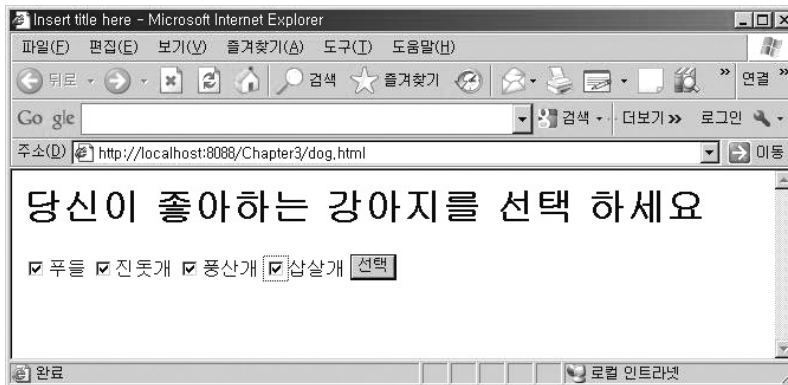 Insert title here - Microsoft Internet Explorer
파일(F) 편집(E) 보기(V) 즐겨찾기(A) 도구(T) 도움말(H)
뒤로 검색 즐겨찾기 » 연결 »
Go gle 검색 더보기 » 로그인
주소(D) http://localhost:8088/Chapter3/dog.html 이동
당신이 좋아하는 강아지를 선택 하세요
푸들 진돗개 풍산개 삽살개 선택
완료 로컬 인트라넷